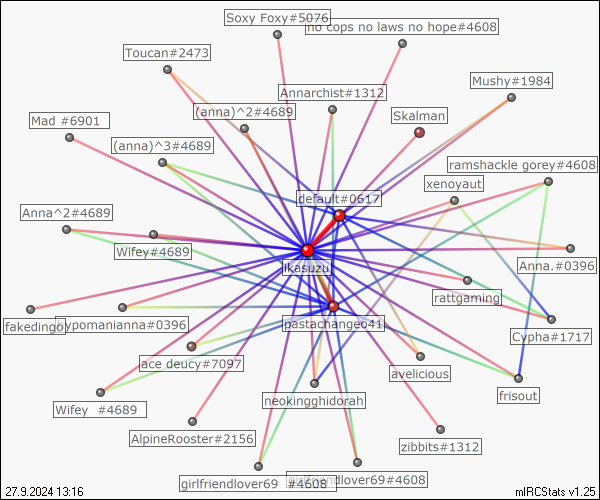 Soxy Foxy#5076
no cops no laws no hope#4608
Toucan#2473
Mushy#1984
Annarchist#1312
(anna)^2#4689
Skalman
Mad #6901
(anna)^3#4689
ramshackle gorey#4608
xenoyaut
default#0617
Anna^2#4689
Wifey#4689
Anna.#0396
ikasuzu
rattgaming
fakedingo
ypomanianna#0396
pastachange041
Cypha#1717
ace deucy#7097
avelicious
neokingghidorah
frisout
Wifey #4689
AlpineRooster#2156
zibbits#1312
girlfriendlover69 #4608
girlfriendlover69#4608
27.9.2024 13:16
mIRCStats v1.25